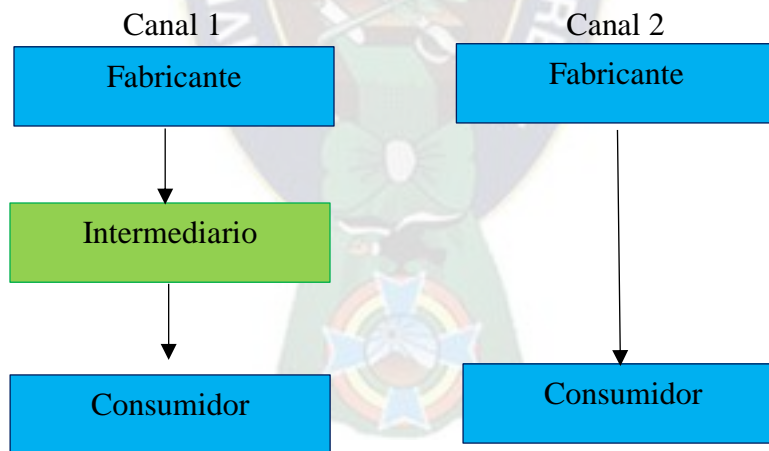 Canal 1
Fabricante
Intermediario
Consumidor
Canal 2
Fabricante
Consumidor